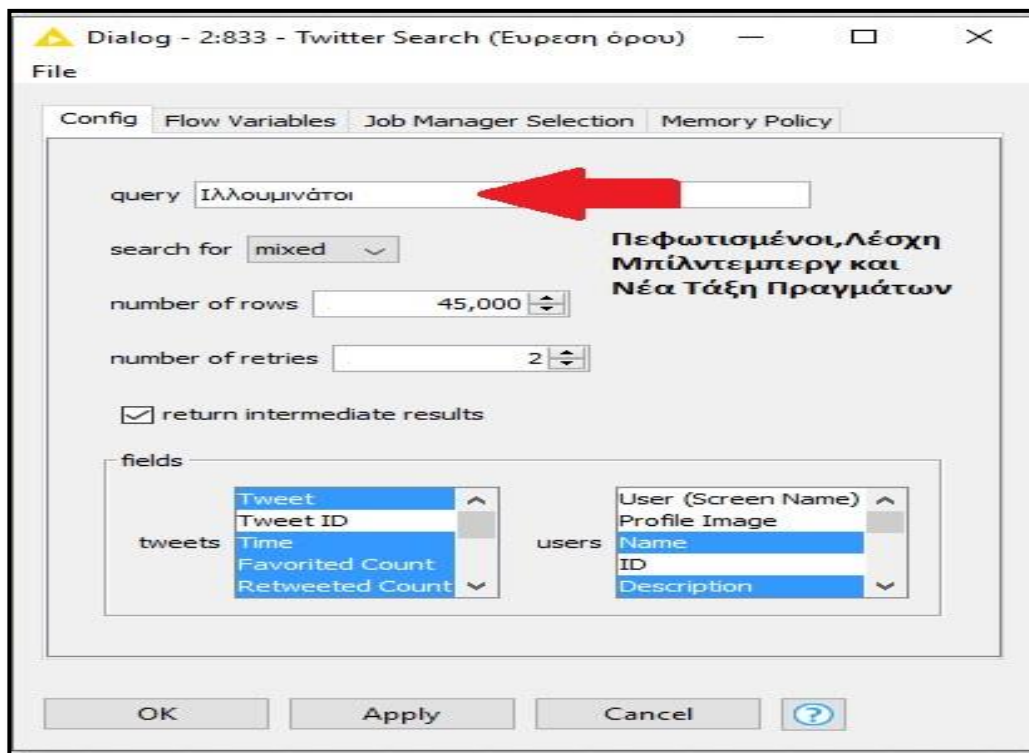 Dialog - 2:833 - Twitter Search (Εύρεση όρου)
File
Config Flow Variables Job Manager Selection Memory Policy
query Ιλλουμινάτοι
search for mixed
Πεφωτισμένοι,Λέσχη
Μπίλντεμπεργκ και
Νέα Τάξη Πραγμάτων
number of rows 45,000
number of retries 2
return intermediate results
fields
tweets
Tweet
Tweet ID
Time
Favorited Count
Retweeted Count
users
User (Screen Name)
Profile Image
Name
ID
Description
OK Apply Cancel ?